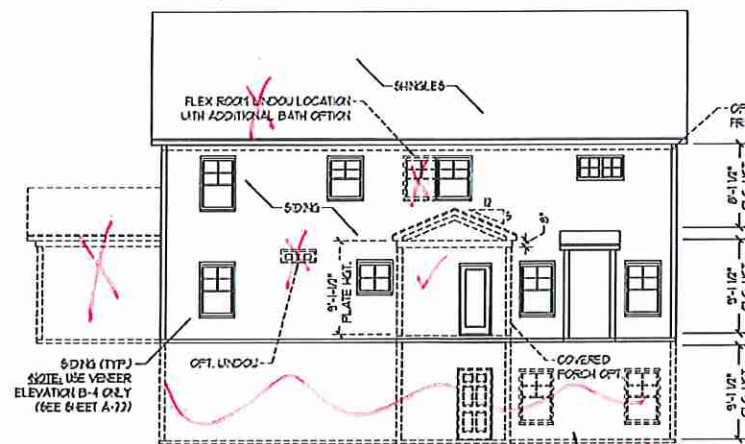 SHINGLES
FLEX ROOM WINDOW LOCATION
WITH ADDITIONAL BATH OPTION
12
SIDING
8"
9'-1-1/2"
PLATE HGT.
8'-1 1/2"
9'-1 1/2"
9'-1 1/2"
SIDING (TYP.)
NOTE: USE VENEER
ELEVATION B-4 ONLY
(SEE SHEET A-22)
OPT. WINDOW
COVERED
PORCH OPT.